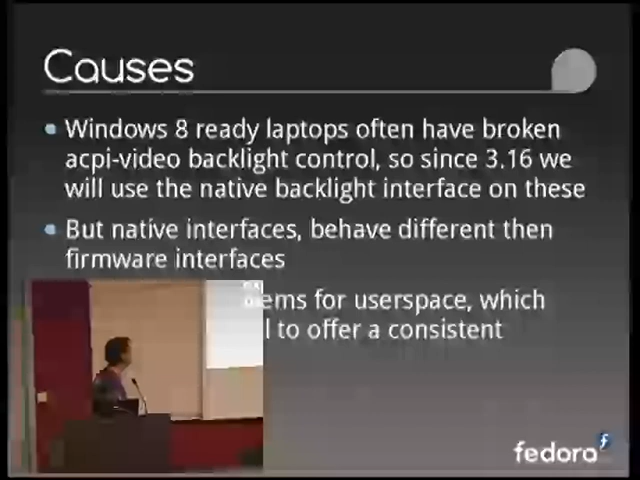 Causes
Windows 8 ready laptops often have broken
acpi-video backlight control, so since 3.16 we
will use the native backlight interface on these
But native interfaces, behave different then
firmware interfaces
for userspace, which
to offer a consistent
fedora